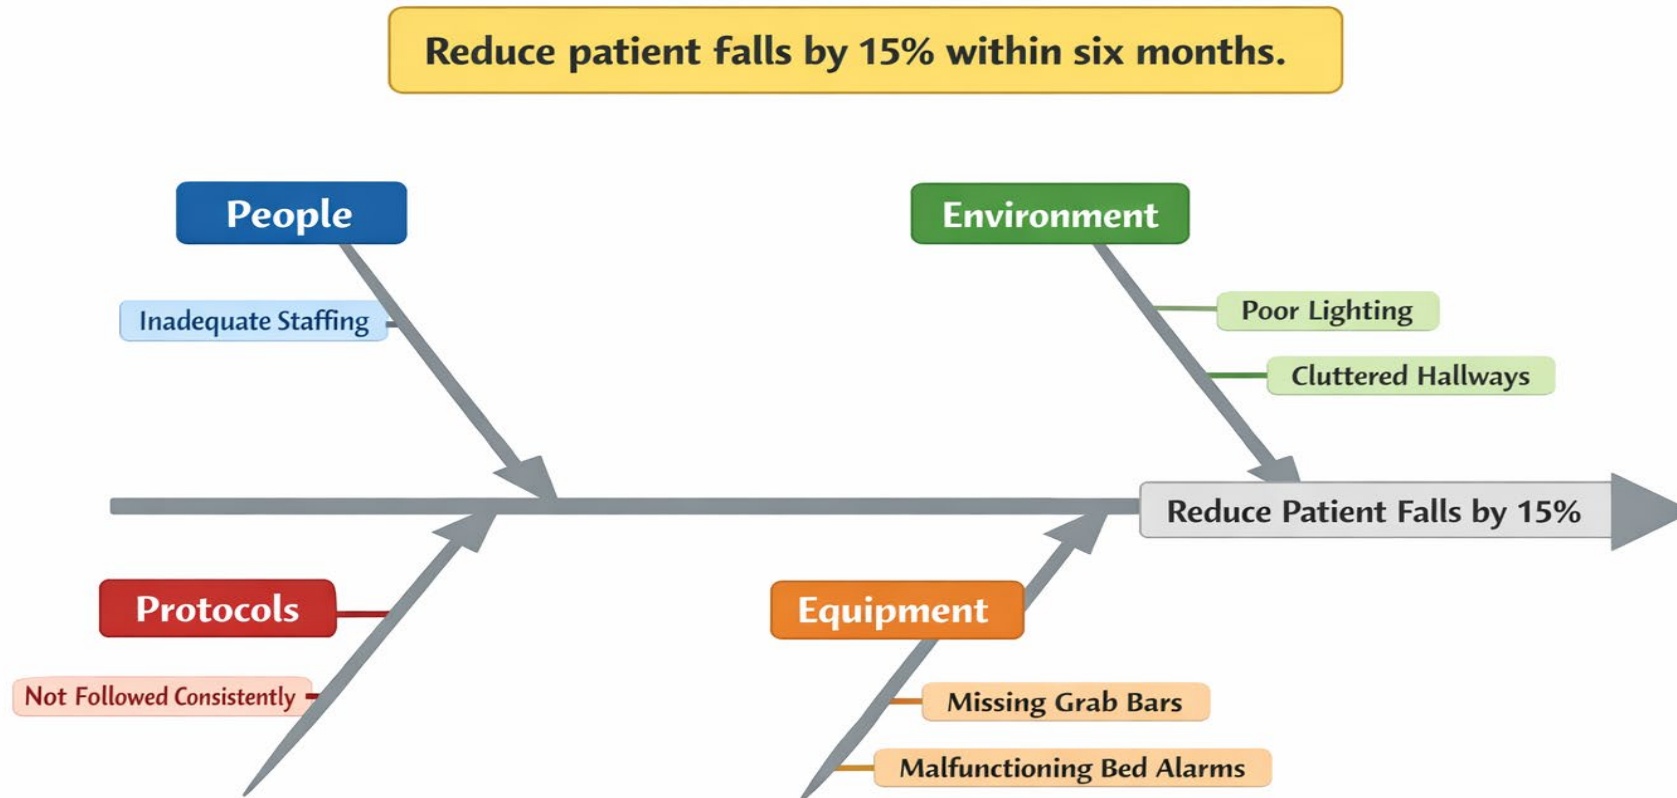 Reduce patient falls by 15% within six months.
People
Environment
Inadequate Staffing
Poor Lighting
Cluttered Hallways
Reduce Patient Falls by 15%
Protocols
Equipment
Not Followed Consistently
Missing Grab Bars
Malfunctioning Bed Alarms